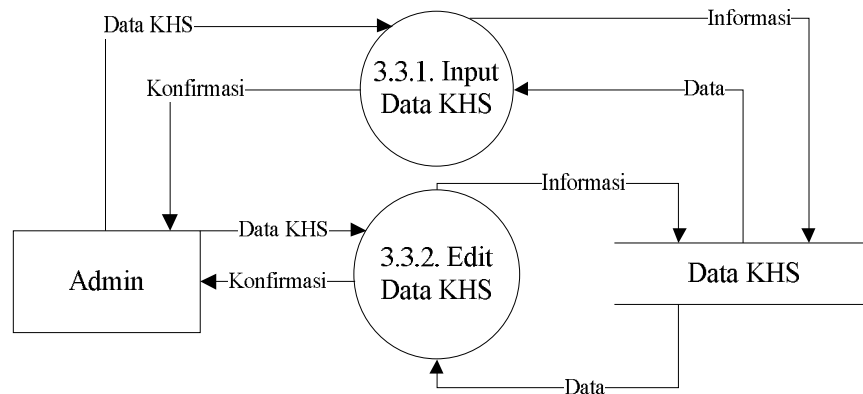 Data KHS
Informasi
3.3.1. Input
Data KHS
Konfirmasi
Data
Informasi
Data KHS
3.3.2. Edit
Data KHS
Admin
Konfirmasi
Data KHS
Data